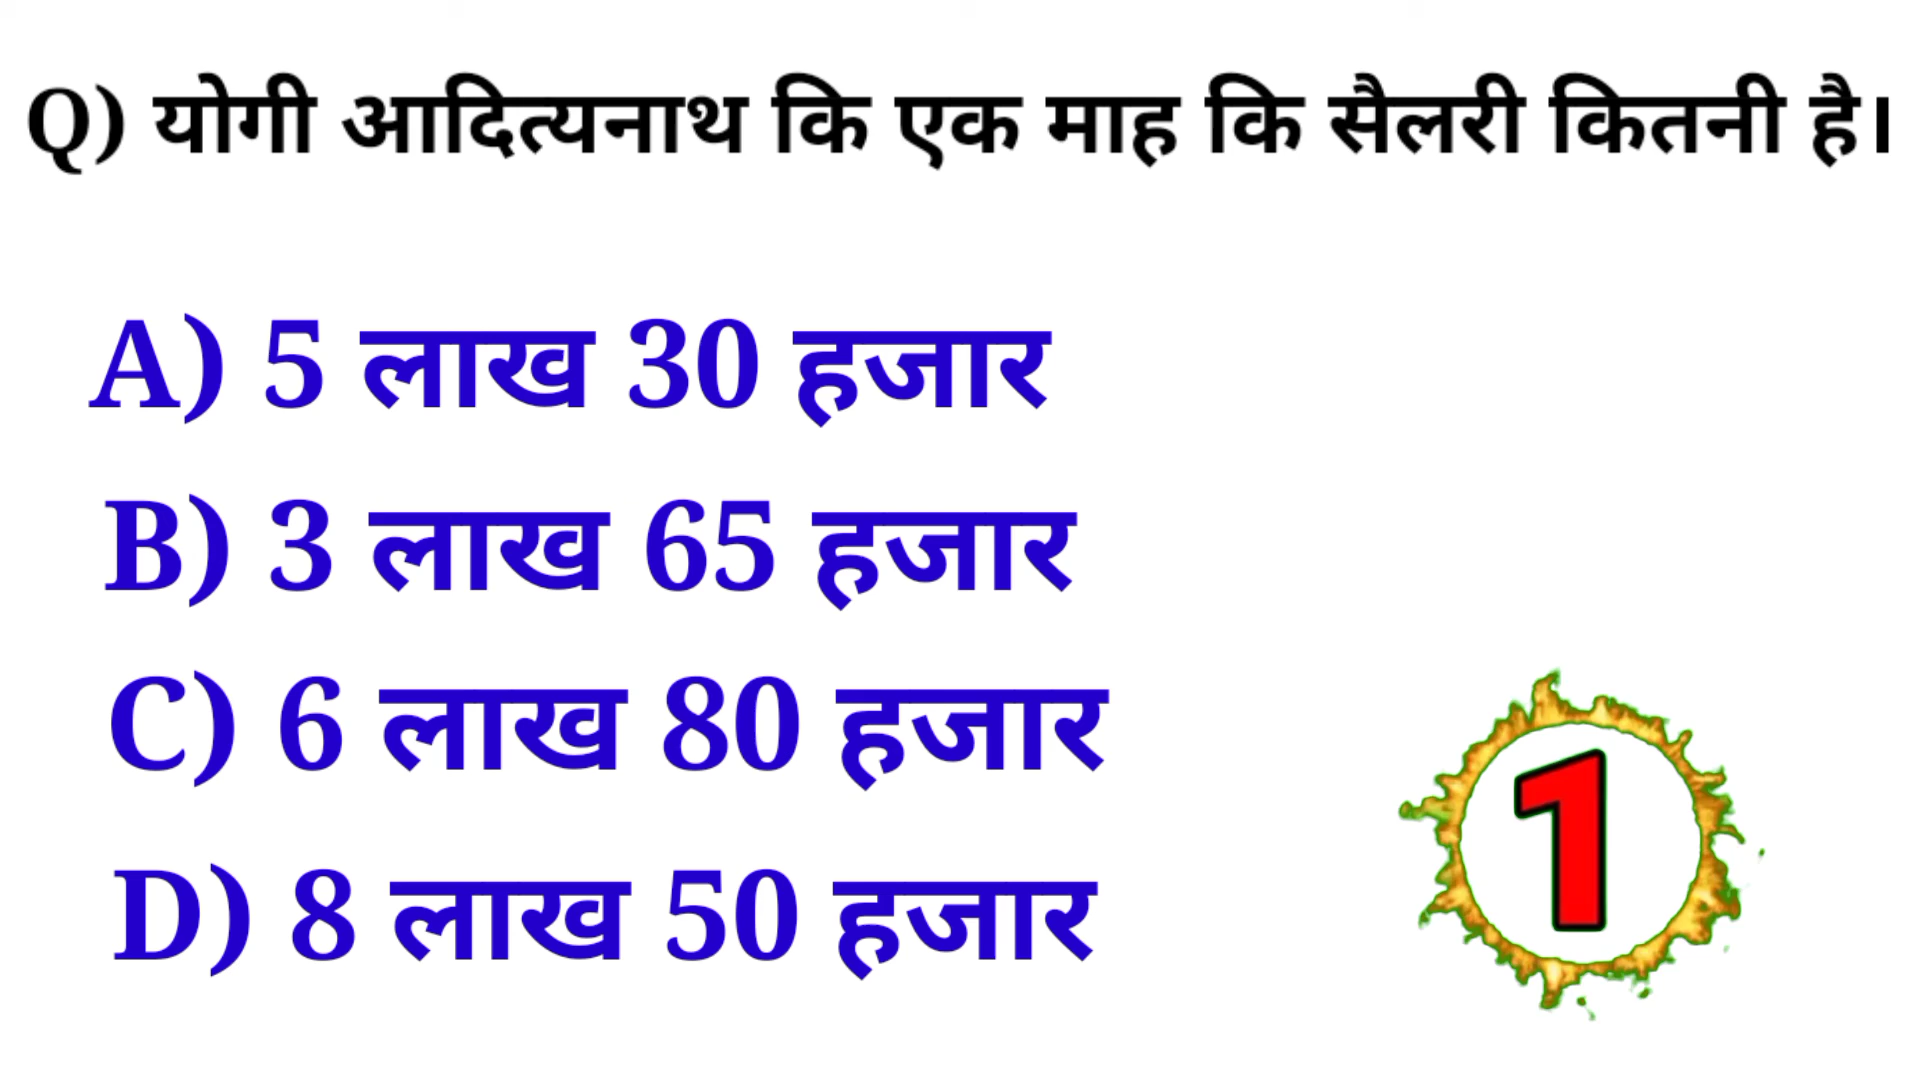 Q) योगी आदित्यनाथ कि एक माह कि सैलरी कितनी है।
A) 5 लाख 30 हजार
B) 3 लाख 65 हजार
C) 6 लाख 80 हजार
D) 8 लाख 50 हजार
1